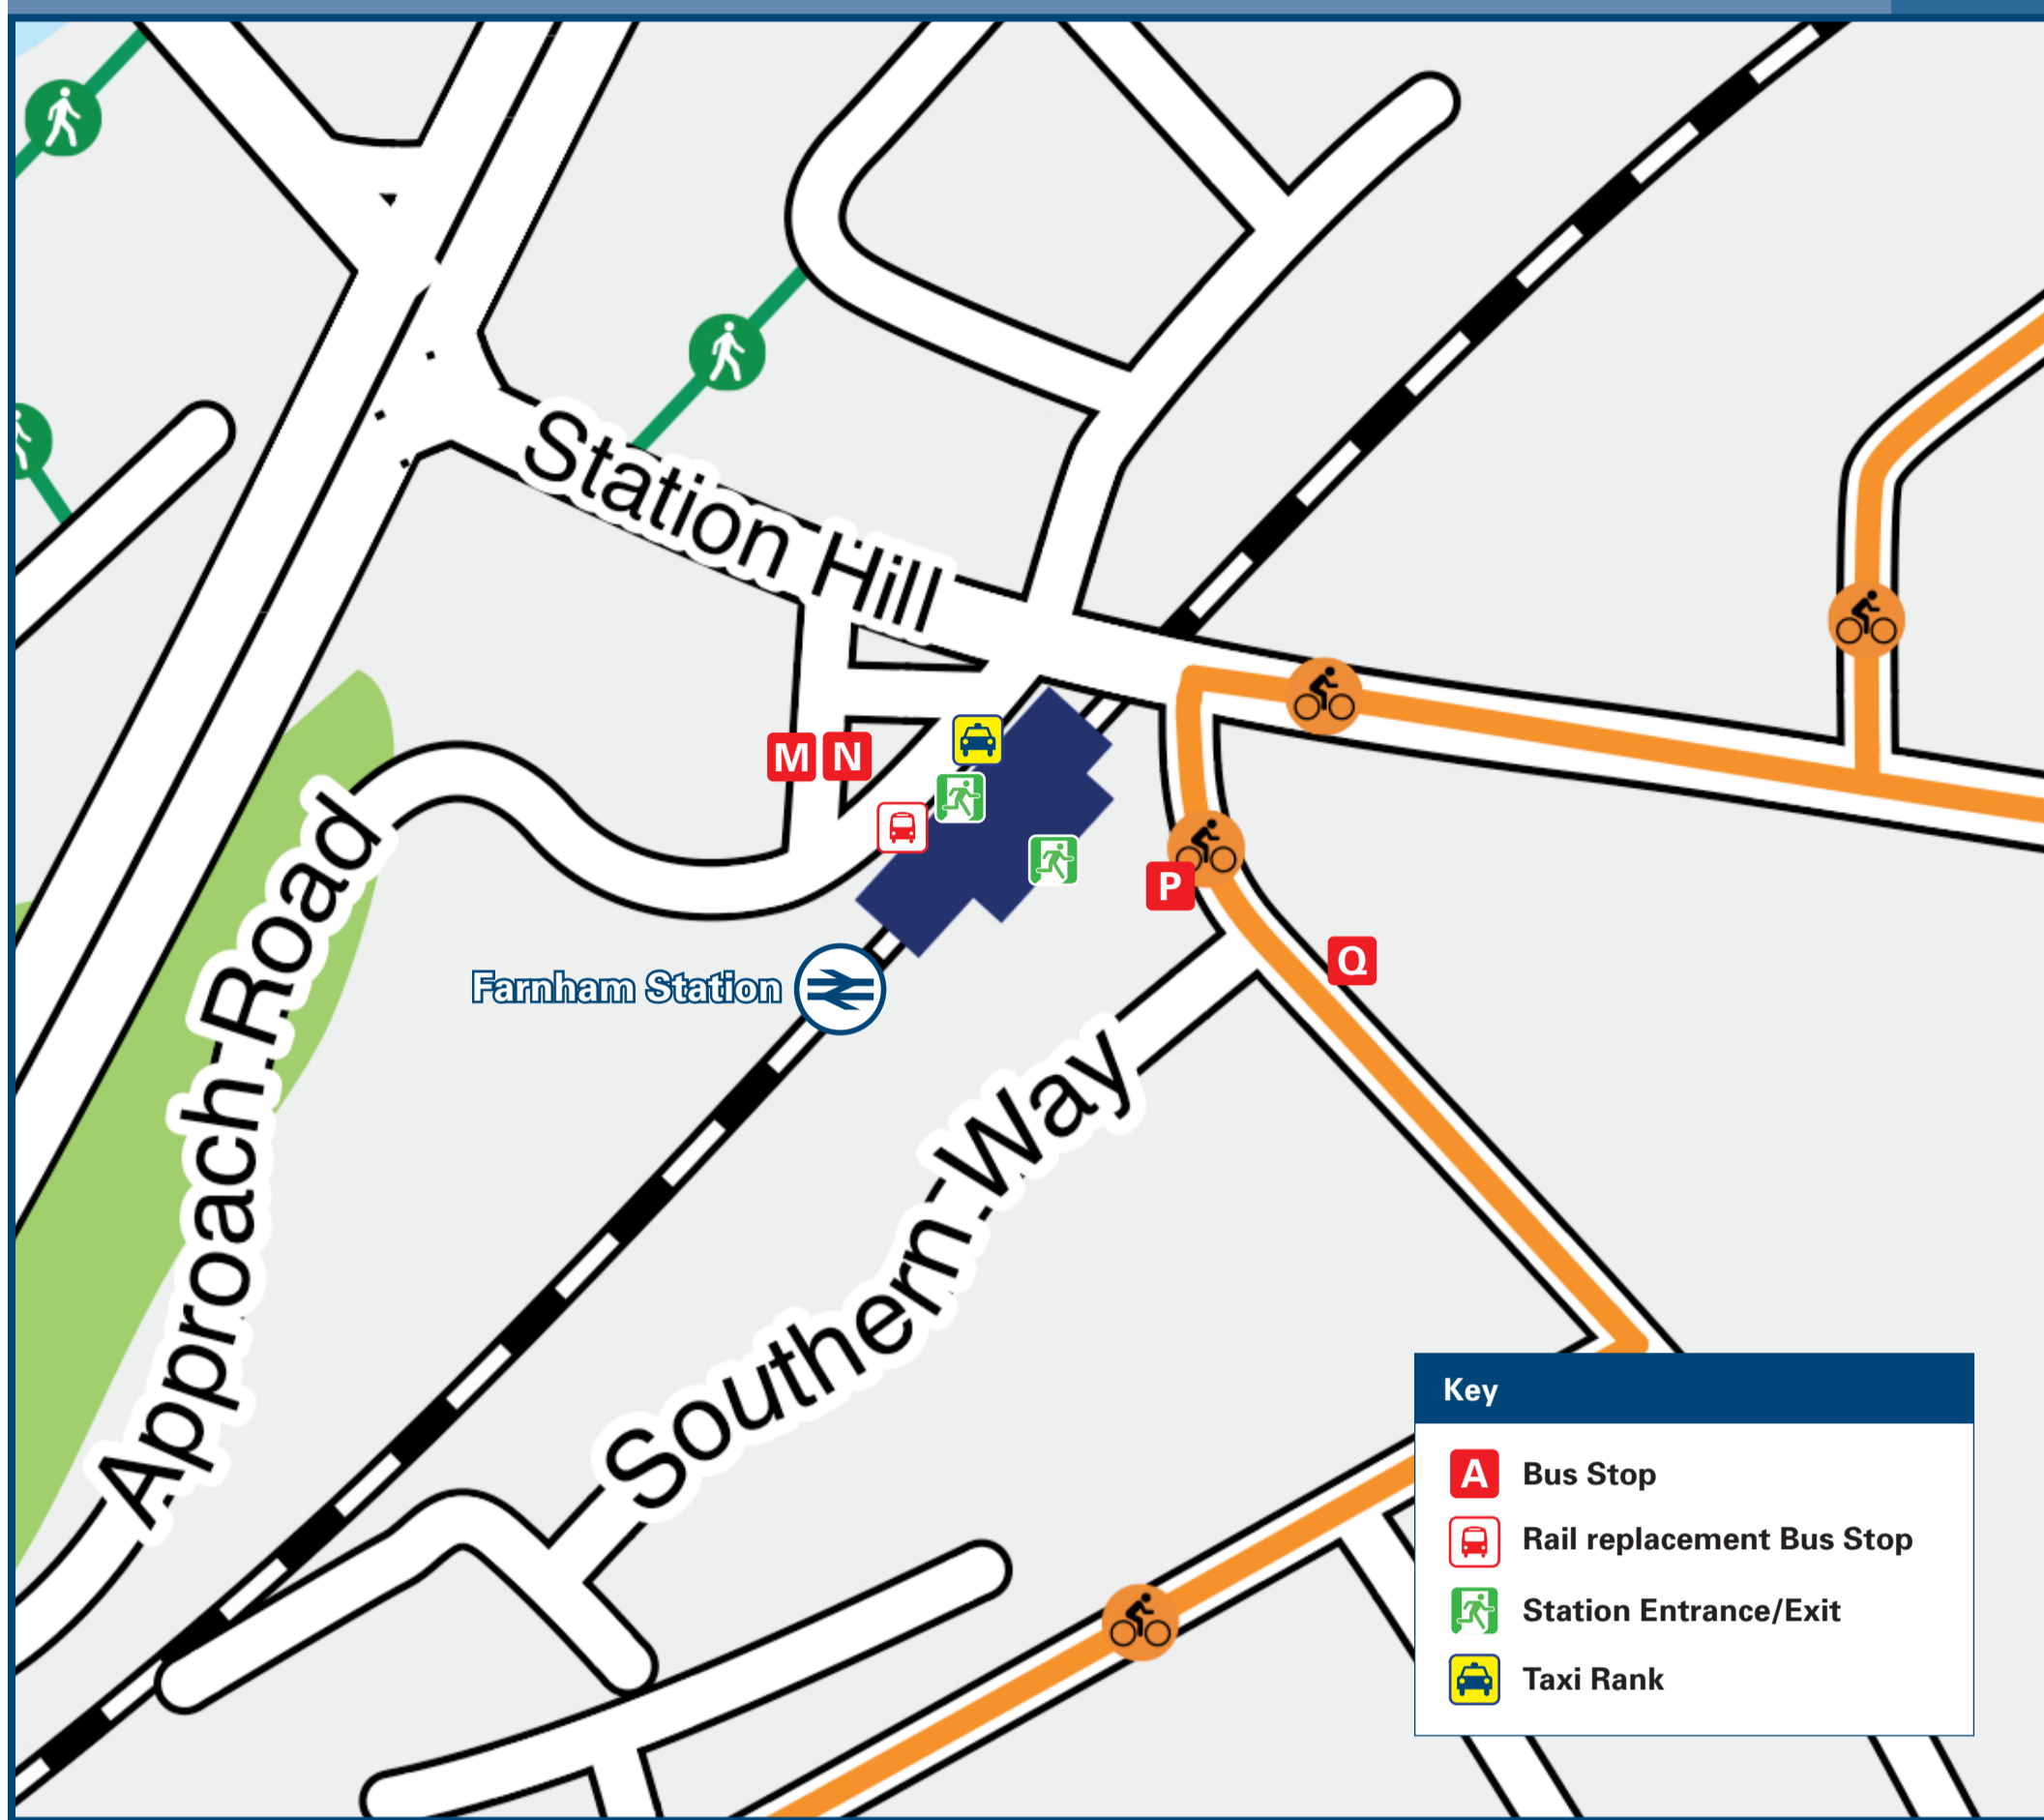 Station Hill
M
N
P
Q
Farnham Station
Approach Road
Southern Way
Key
A Bus Stop
Rail replacement Bus Stop
Station Entrance/Exit
Taxi Rank